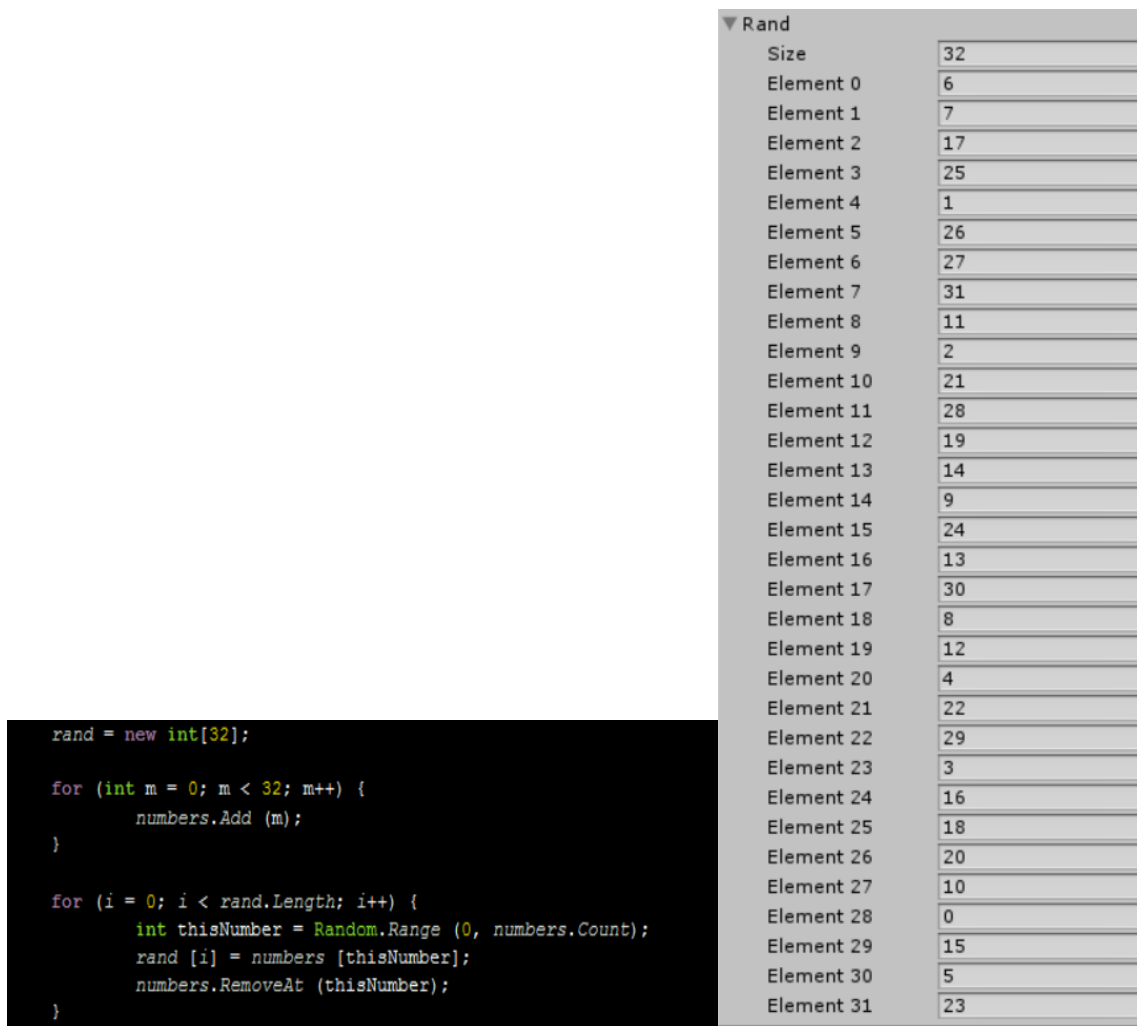 Rand
Size 32
Element 0 6
Element 1 7
Element 2 17
Element 3 25
Element 4 1
Element 5 26
Element 6 27
Element 7 31
Element 8 11
Element 9 2
Element 10 21
Element 11 28
Element 12 19
Element 13 14
Element 14 9
Element 15 24
Element 16 13
Element 17 30
Element 18 8
Element 19 12
Element 20 4
Element 21 22
Element 22 29
Element 23 3
Element 24 16
Element 25 18
Element 26 20
Element 27 10
Element 28 0
Element 29 15
Element 30 5
Element 31 23
rand = new int[32];
for (int m = 0; m < 32; m++) {
numbers.Add (m);
}
for (i = 0; i < rand.Length; i++) {
int thisNumber = Random.Range (0, numbers.Count);
rand [i] = numbers [thisNumber];
numbers.RemoveAt (thisNumber);
}